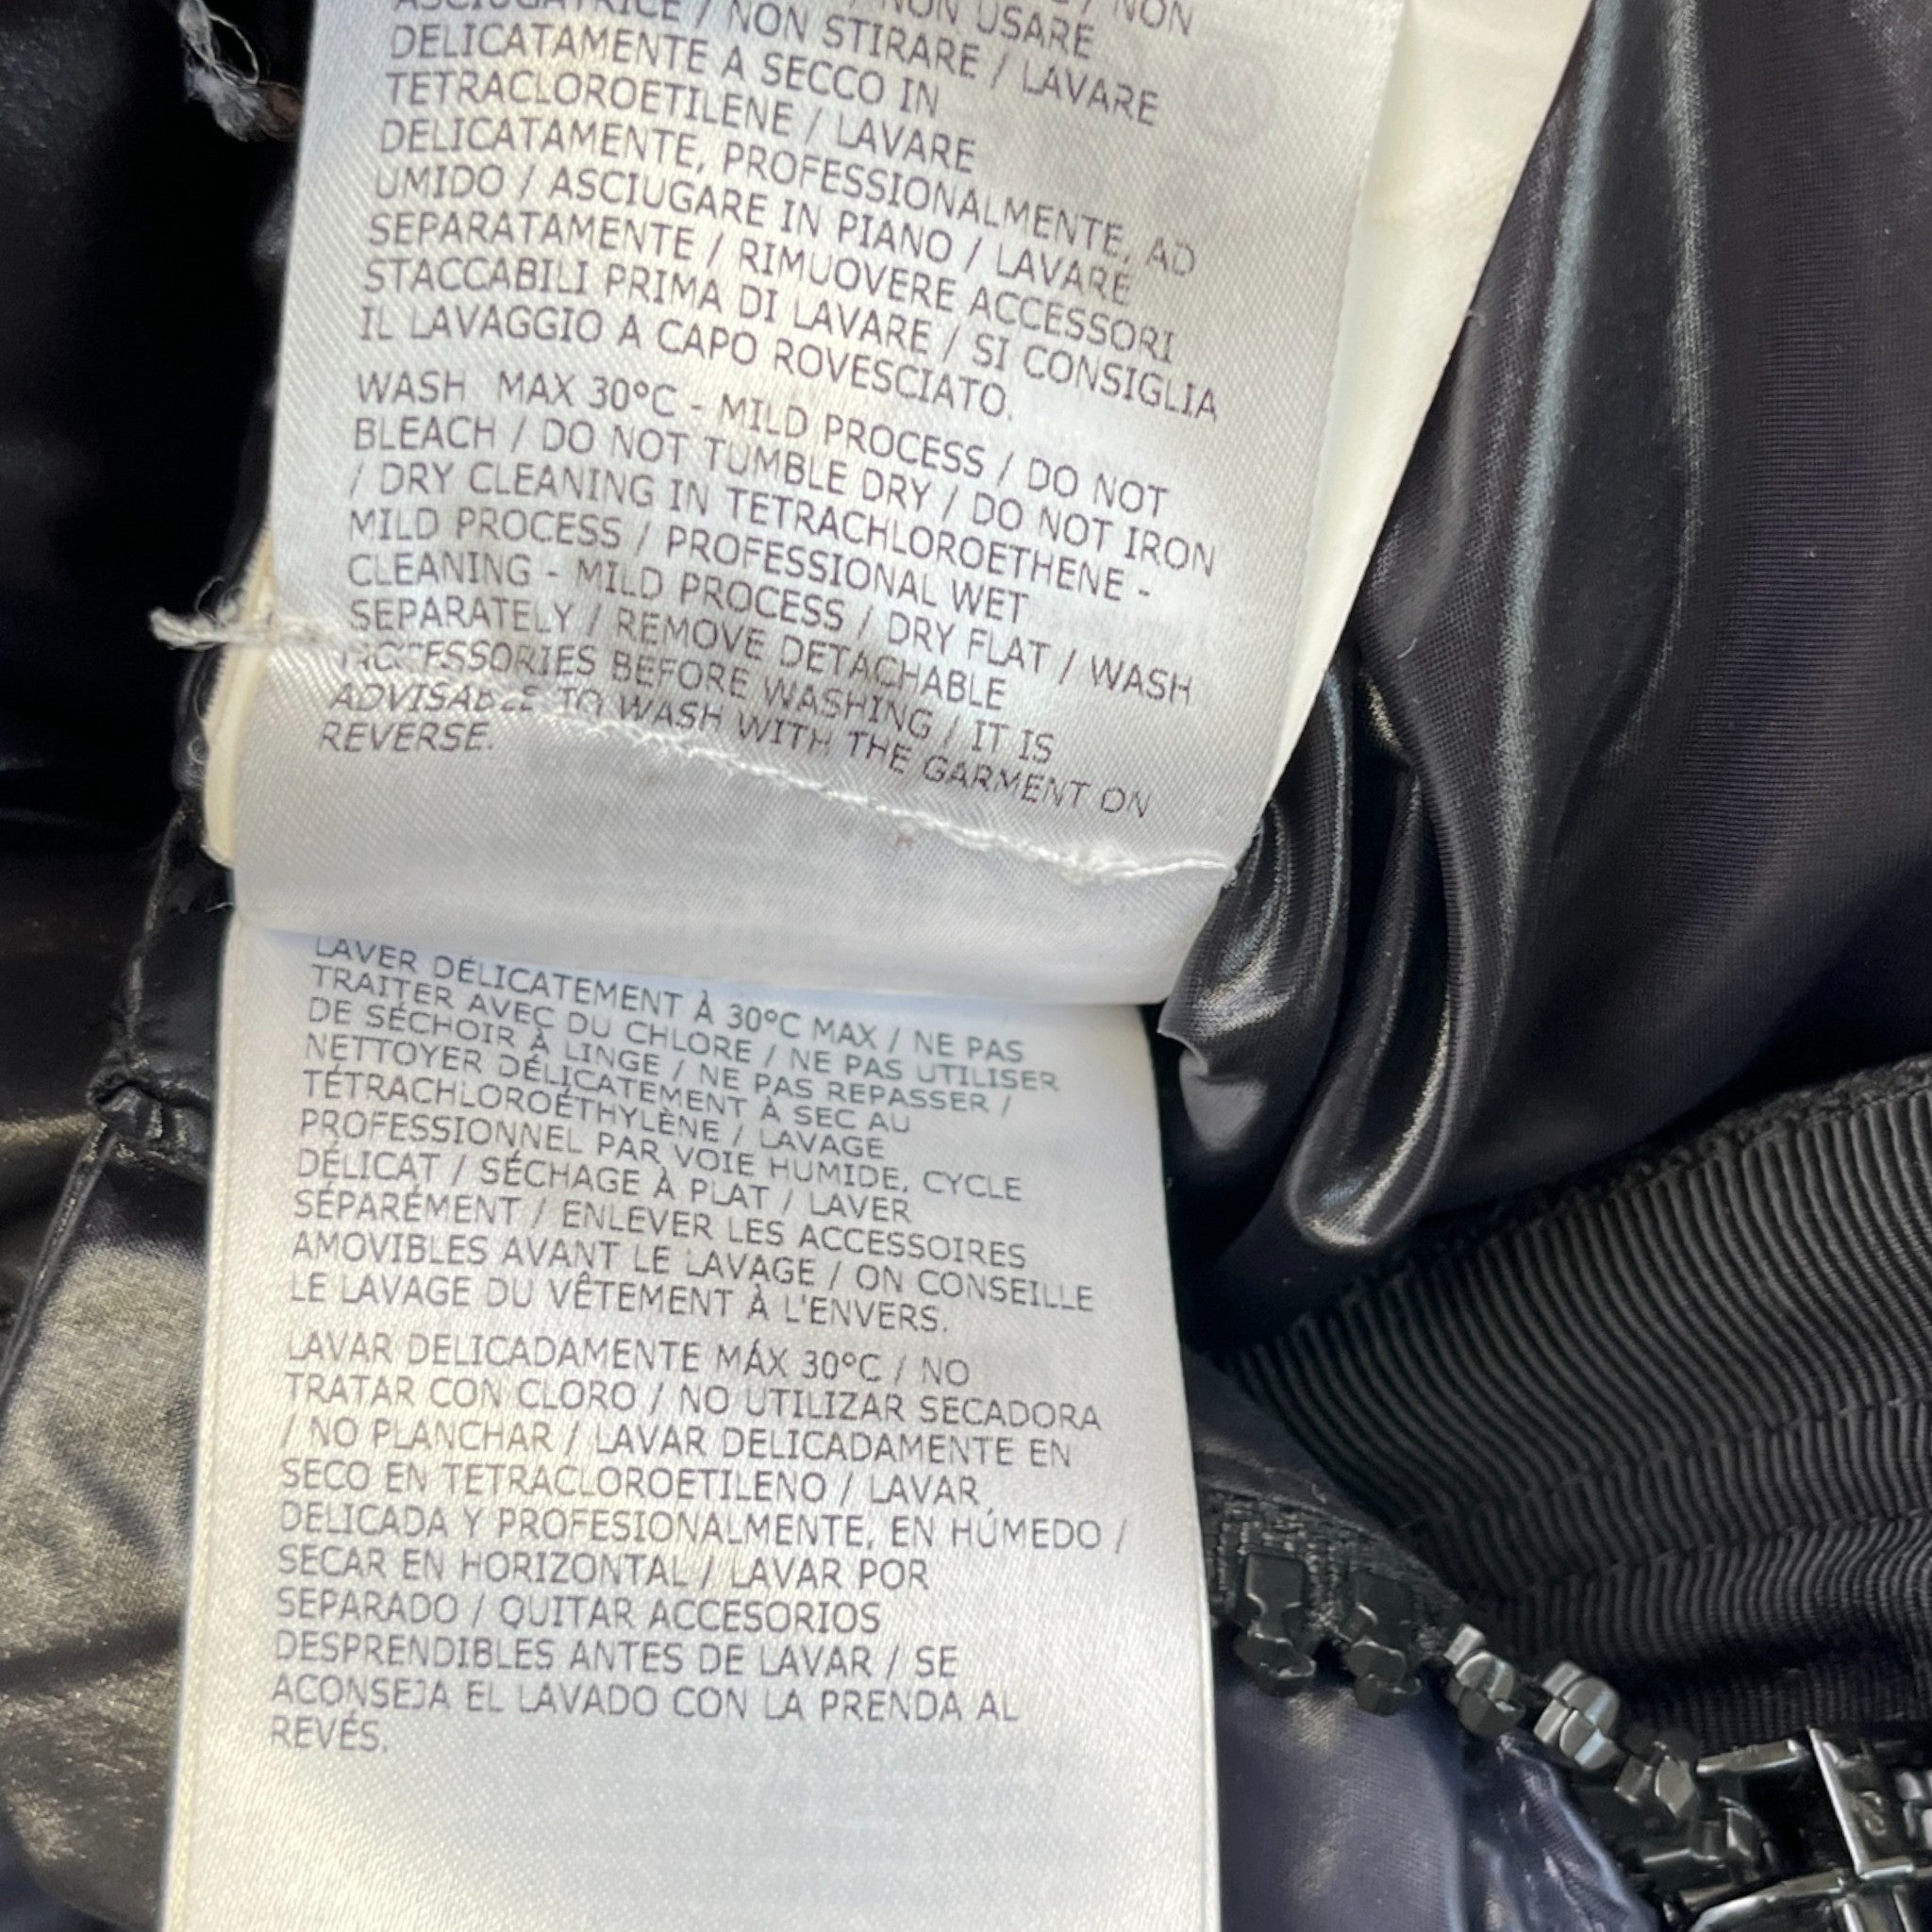 ASCIUGATRICE / NON STIRARE / LAVARE
DELICATAMENTE A SECCO IN
TETRACLOROETILENE / LAVARE
DELICATAMENTE, PROFESSIONALMENTE, AD
UMIDO / ASCIUGARE IN PIANO / LAVARE
SEPARATAMENTE / RIMUOVERE ACCESSORI
STACCABILI PRIMA DI LAVARE / SI CONSIGLIA
IL LAVAGGIO A CAPO ROVESCIATO.
WASH MAX 30°C - MILD PROCESS / DO NOT
BLEACH / DO NOT TUMBLE DRY / DO NOT IRON
/ DRY CLEANING IN TETRACHLOROETHENE -
MILD PROCESS / PROFESSIONAL WET
CLEANING - MILD PROCESS / DRY FLAT / WASH
SEPARATELY / REMOVE DETACHABLE
ACCESSORIES BEFORE WASHING / IT IS
ADVISABLE TO WASH WITH THE GARMENT ON
REVERSE.
LAVER DÉLICATEMENT À 30°C MAX / NE PAS
TRAITER AVEC DU CHLORE / NE PAS UTILISER
DE SÉCHOIR À LINGE / NE PAS REPASSER /
NETTOYER DÉLICATEMENT À SEC AU
TÉTRACHLOROÉTHYLÈNE / LAVAGE
PROFESSIONNEL PAR VOIE HUMIDE, CYCLE
DÉLICAT / SÉCHAGE À PLAT / LAVER
SÉPARÉMENT / ENLEVER LES ACCESSOIRES
AMOVIBLES AVANT LE LAVAGE / ON CONSEILLE
LE LAVAGE DU VÊTEMENT À L'ENVERS.
LAVAR DELICADAMENTE MÁX 30°C / NO
TRATAR CON CLORO / NO UTILIZAR SECADORA
/ NO PLANCHAR / LAVAR DELICADAMENTE EN
SECO EN TETRACLOROETILENO / LAVAR
DELICADA Y PROFESIONALMENTE, EN HÚMEDO /
SECAR EN HORIZONTAL / LAVAR POR
SEPARADO / QUITAR ACCESORIOS
DESPRENDIBLES ANTES DE LAVAR / SE
ACONSEJA EL LAVADO CON LA PRENDA AL
REVÉS.